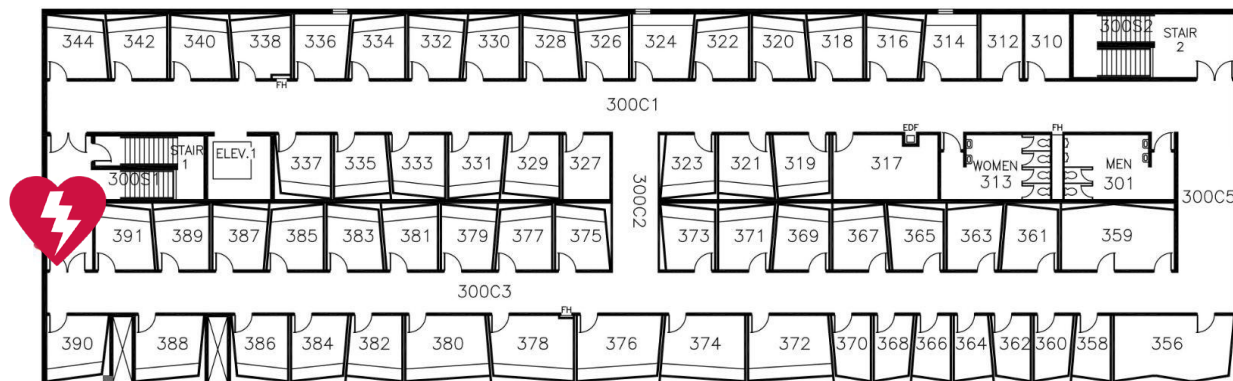 344 342 340 338 336 334 332 330 328 326 324 322 320 318 316 314 312 310 300S2 STAIR 2
FH
300C1
STAIR 1 ELEV.1 337 335 333 331 329 327 323 321 319 EDF 317 WOMEN 313 FH MEN 301
300S1 300C2 300C5
391 389 387 385 383 381 379 377 375 373 371 369 367 365 363 361 359
300C3
FH
390 388 386 384 382 380 378 376 374 372 370 368 366 364 362 360 358 356